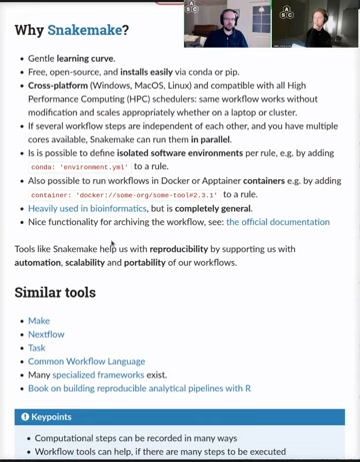 Why Snakemake?
• Gentle learning curve.
• Free, open-source, and installs easily via conda or pip.
• Cross-platform (Windows, MacOS, Linux) and compatible with all High
Performance Computing (HPC) schedulers: same workflow works without
modification and scales appropriately whether on a laptop or cluster.
• If several workflow steps are independent of each other, and you have multiple
cores available, Snakemake can run them in parallel.
• Is is possible to define isolated software environments per rule, e.g. by adding
conda: 'environment.yml' to a rule.
• Also possible to run workflows in Docker or Apptainer containers e.g. by adding
container: 'docker://some-org/some-tool#2.3.1' to a rule.
• Heavily used in bioinformatics, but is completely general.
• Nice functionality for archiving the workflow, see: the official documentation
Tools like Snakemake help us with reproducibility by supporting us with
automation, scalability and portability of our workflows.
Similar tools
• Make
• Nextflow
• Task
• Common Workflow Language
• Many specialized frameworks exist.
• Book on building reproducible analytical pipelines with R
Keypoints
• Computational steps can be recorded in many ways
• Workflow tools can help, if there are many steps to be executed